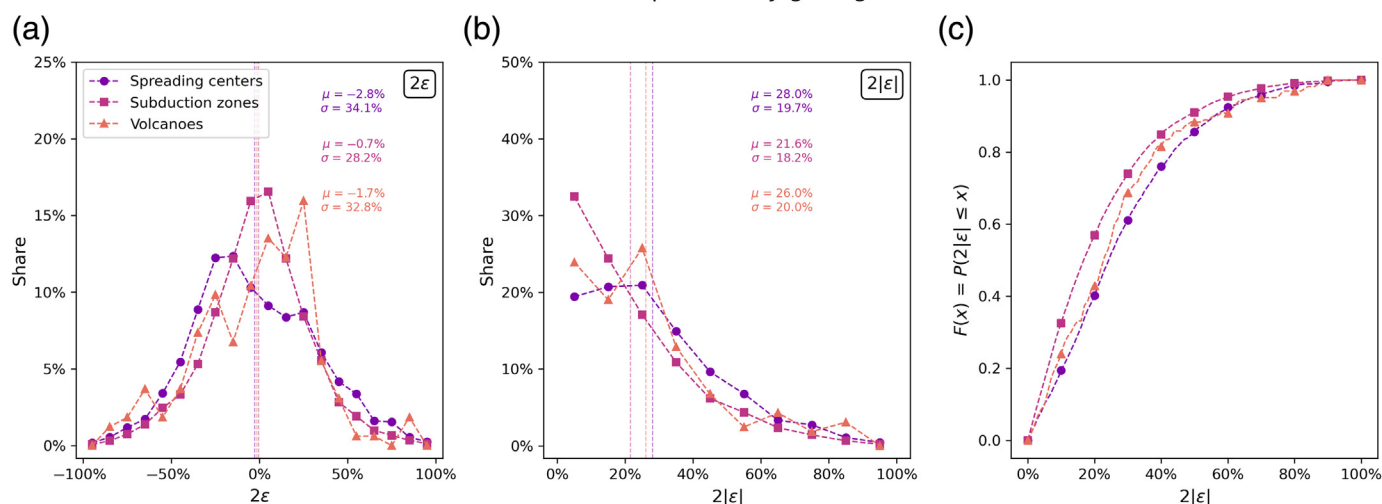 (a)
25%
20%
15%
10%
5%
0%
Share
−100%
−50%
0%
50%
100%
2ε
Spreading centers
Subduction zones
Volcanoes
2ε
μ = −2.8%
σ = 34.1%
μ = −0.7%
σ = 28.2%
μ = −1.7%
σ = 32.8%
(b)
50%
40%
30%
20%
10%
0%
Share
0%
20%
40%
60%
80%
100%
2|ε|
2|ε|
μ = 28.0%
σ = 19.7%
μ = 21.6%
σ = 18.2%
μ = 26.0%
σ = 20.0%
(c)
1.0
0.8
0.6
0.4
0.2
0.0
F(x) = P(2|ε| ≤ x)
0%
20%
40%
60%
80%
100%
2|ε|